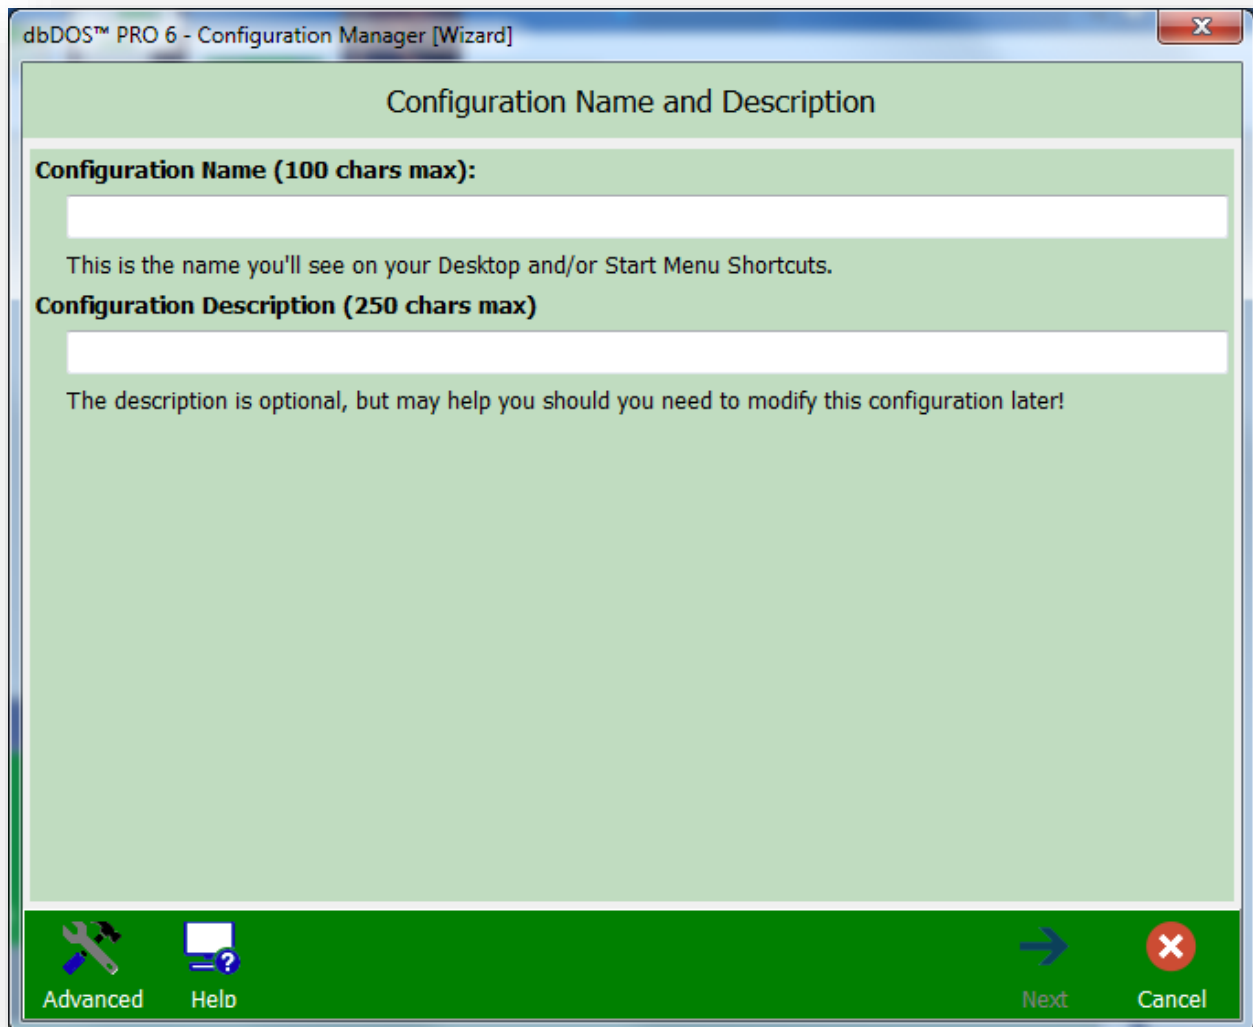 dbDOS™ PRO 6 - Configuration Manager [Wizard]
Configuration Name and Description
Configuration Name (100 chars max):
This is the name you'll see on your Desktop and/or Start Menu Shortcuts.
Configuration Description (250 chars max)
The description is optional, but may help you should you need to modify this configuration later!
Advanced Help Next Cancel